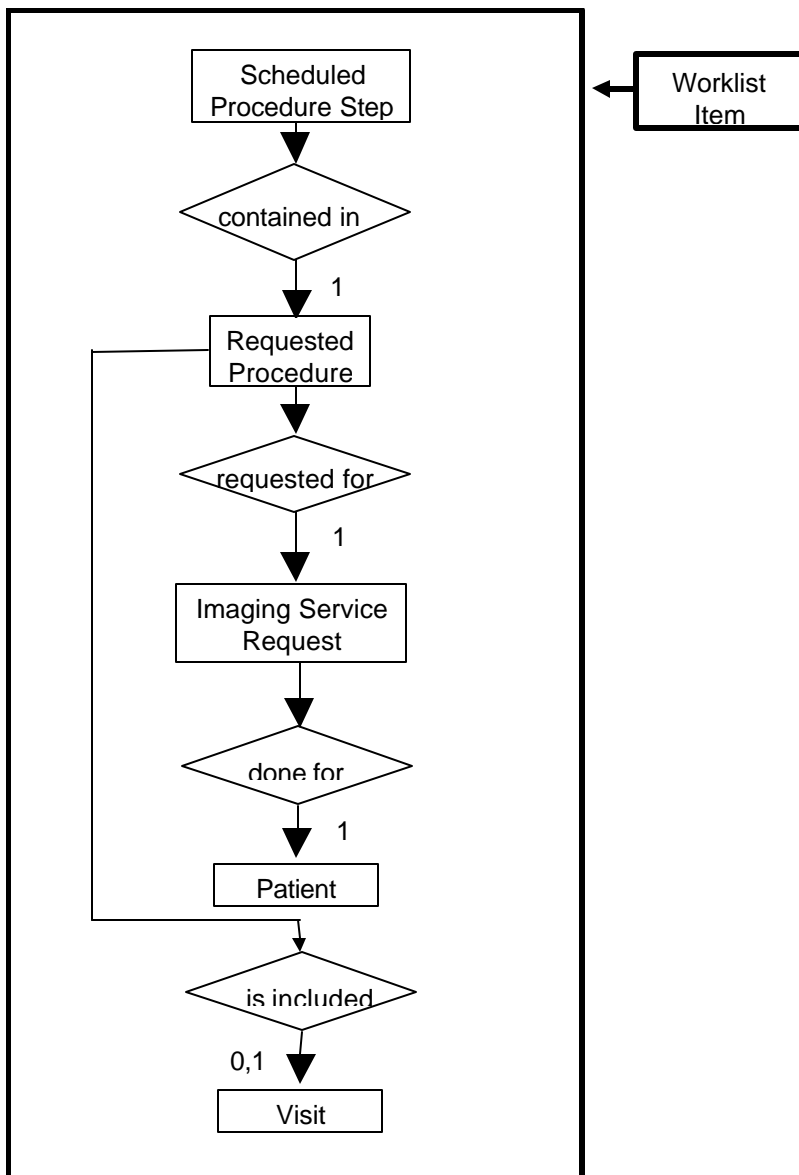 Scheduled
Procedure Step
Worklist
Item
contained in
1
Requested
Procedure
requested for
1
Imaging Service
Request
done for
1
Patient
is included
0,1
Visit